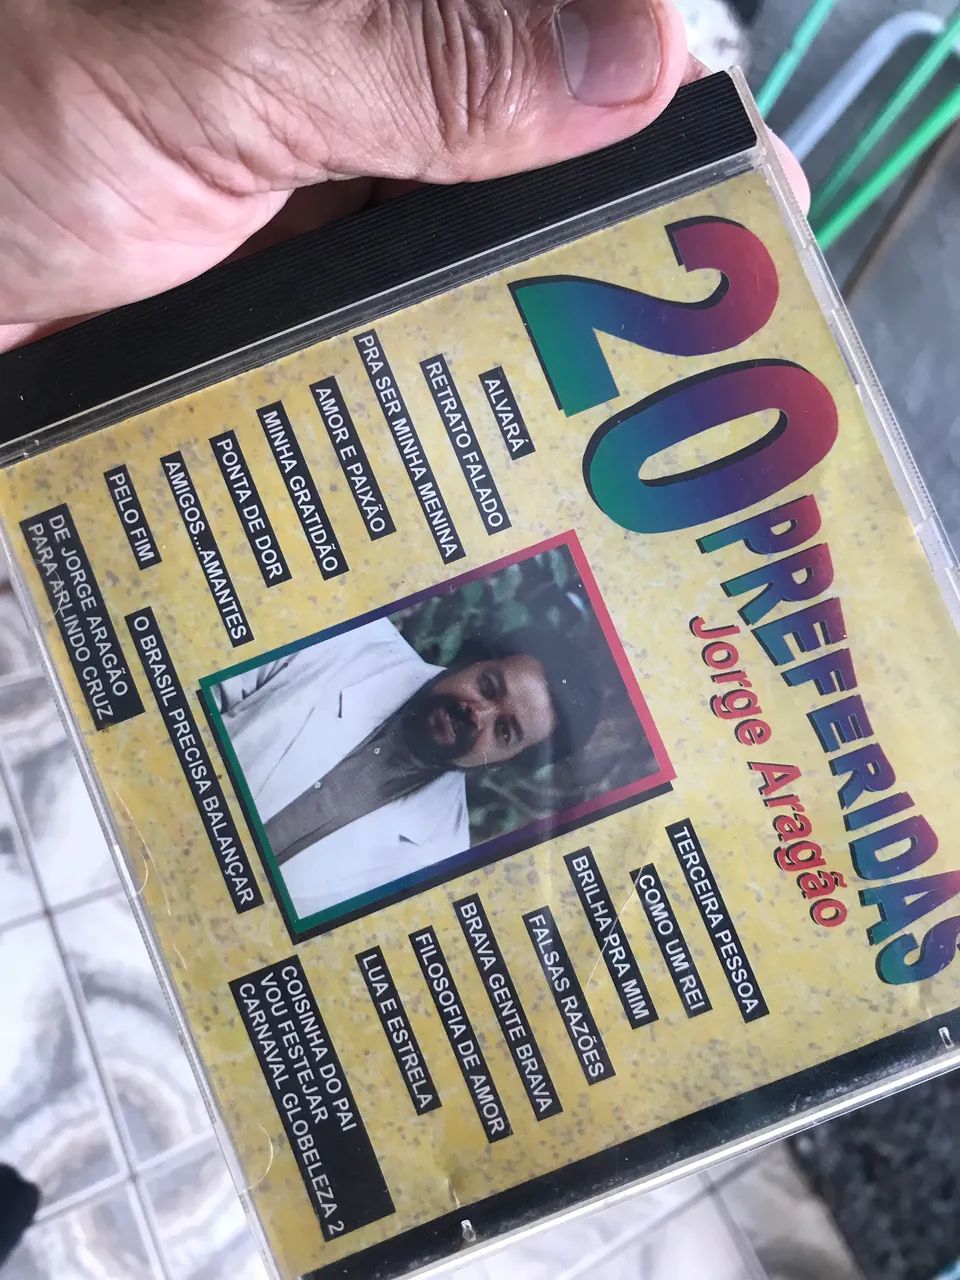 20 PREFERIDAS
Jorge Aragão
ALVARÁ
RETRATO FALADO
PRA SER MINHA MENINA
AMOR E PAIXÃO
MINHA GRATIDÃO
PONTA DE DOR
AMIGOS...AMANTES
PELO FIM
DE JORGE ARAGÃO
PARA ARLINDO CRUZ
O BRASIL PRECISA BALANÇAR
TERCEIRA PESSOA
COMO UM REI
BRILHA PRA MIM
FALSAS RAZÕES
BRAVA GENTE BRAVA
FILOSOFIA DE AMOR
LUA E ESTRELA
COISINHA DO PAI
VOU FESTEJAR
CARNAVAL GLOBELEZA 2